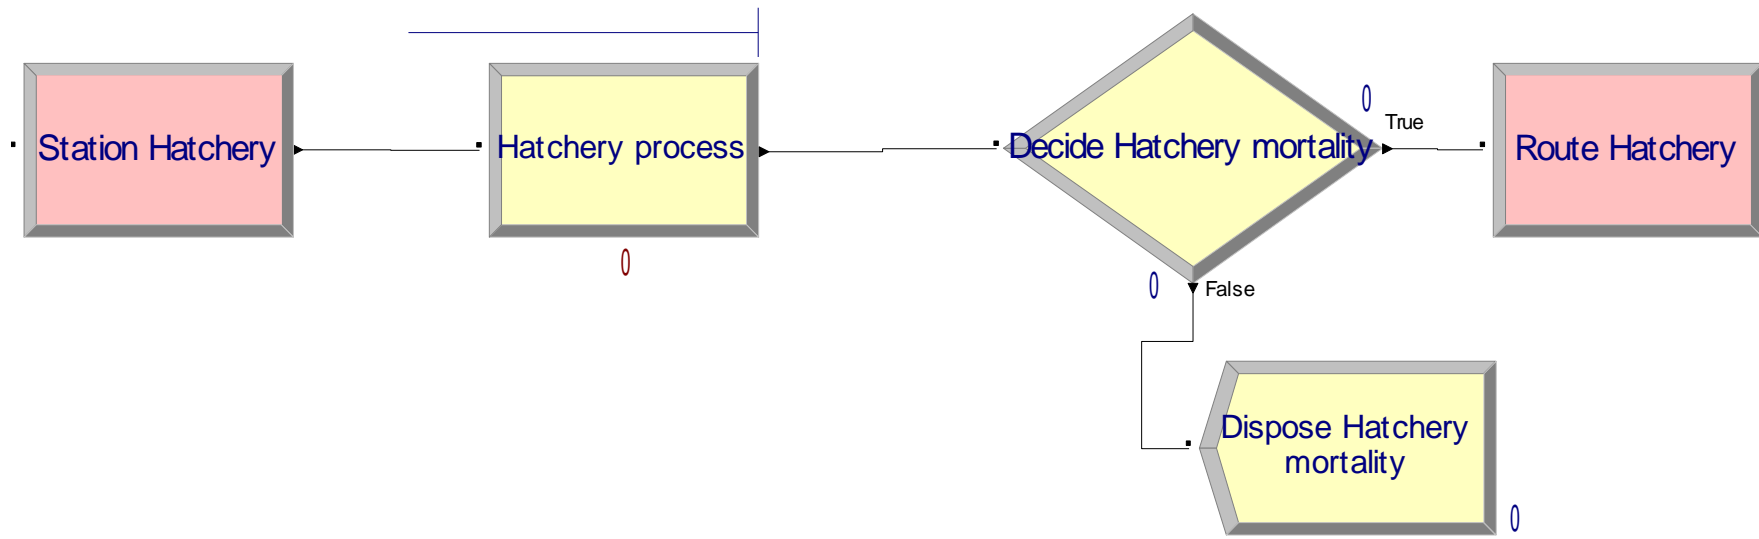 Station Hatchery
Hatchery process
0
Decide Hatchery mortality
0
True
0
False
Route Hatchery
Dispose Hatchery
mortality
0